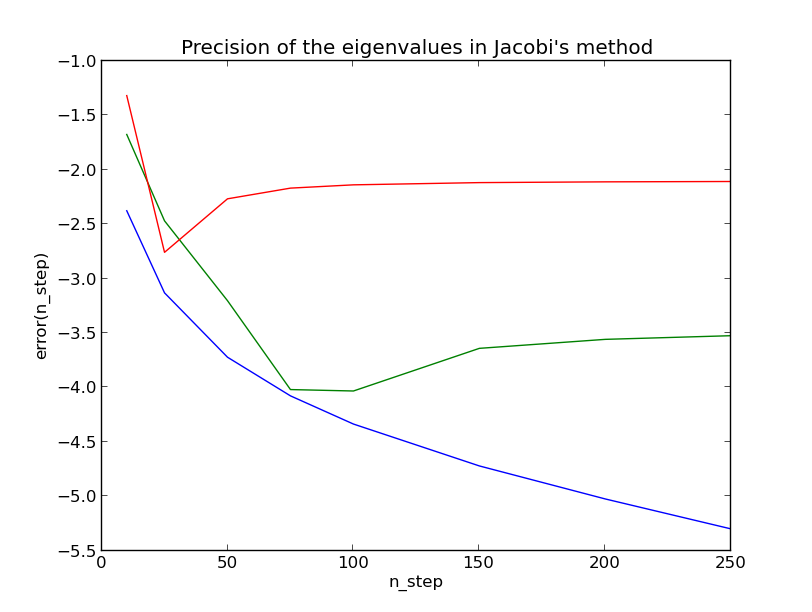 Precision of the eigenvalues in Jacobi's method
−1.0
−1.5
−2.0
−2.5
−3.0
−3.5
−4.0
−4.5
−5.0
−5.5
error(n_step)
0 50 100 150 200 250
n_step